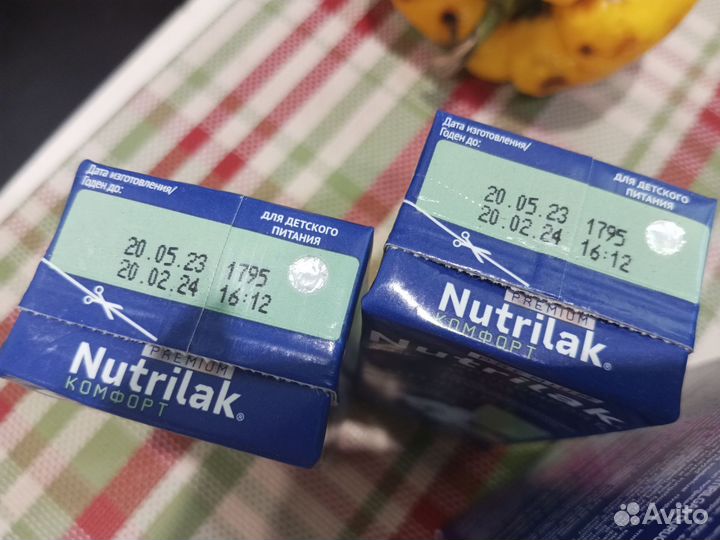 Дата изготовления/
Годен до:
ДЛЯ ДЕТСКОГО
ПИТАНИЯ
20.05.23 1795
20.02.24 16:12
PREMIUM
Nutrilak®
КОМФОРТ
Дата изготовления/
Годен до:
ДЛЯ ДЕТСКОГО
ПИТАНИЯ
20.05.23 1795
20.02.24 16:12
PREMIUM
Nutrilak®
КОМФОРТ
Nutrilak
Avito